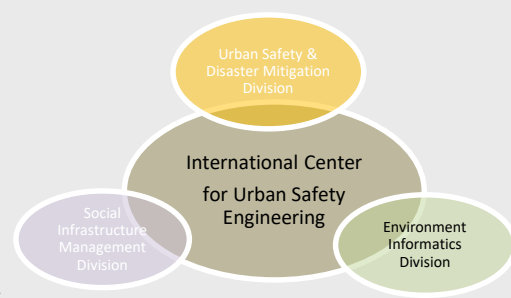 Urban Safety &
Disaster Mitigation
Division
International Center
for Urban Safety
Engineering
Social
Infrastructure
Management
Division
Environment
Informatics
Division